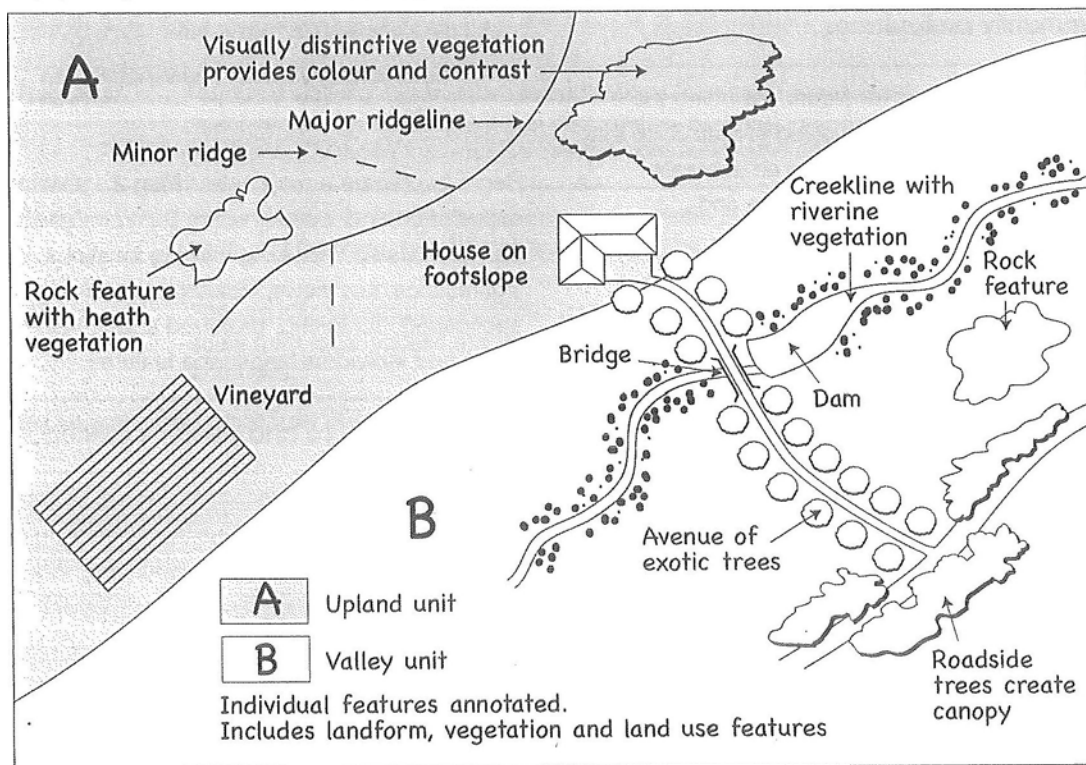 A
Visually distinctive vegetation
provides colour and contrast
Major ridgeline
Minor ridge
Creekline with
riverine
vegetation
House on
footslope
Rock
feature
Rock feature
with heath
vegetation
Bridge
Dam
Vineyard
B
Avenue of
exotic trees
A Upland unit
B Valley unit
Roadside
trees create
canopy
Individual features annotated.
Includes landform, vegetation and land use features